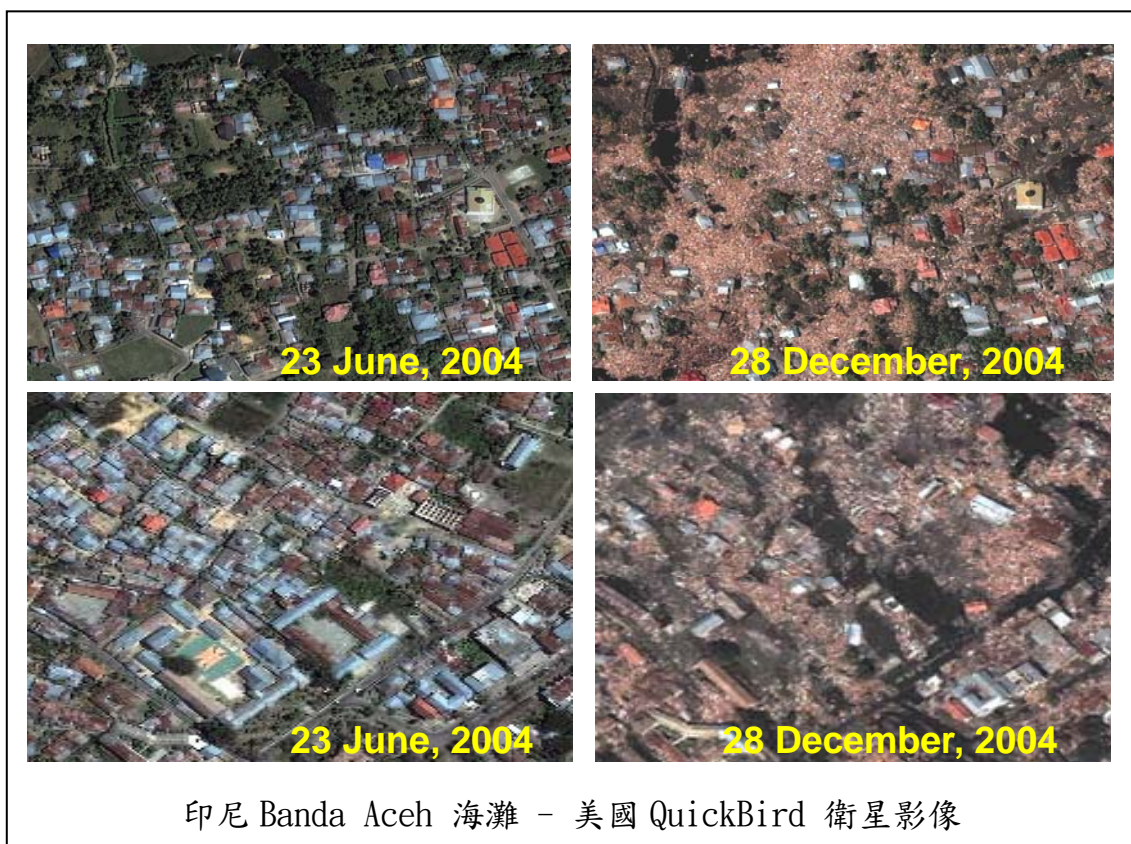 23 June, 2004
28 December, 2004
23 June, 2004
28 December, 2004
印尼 Banda Aceh 海灘 - 美國 QuickBird 衛星影像